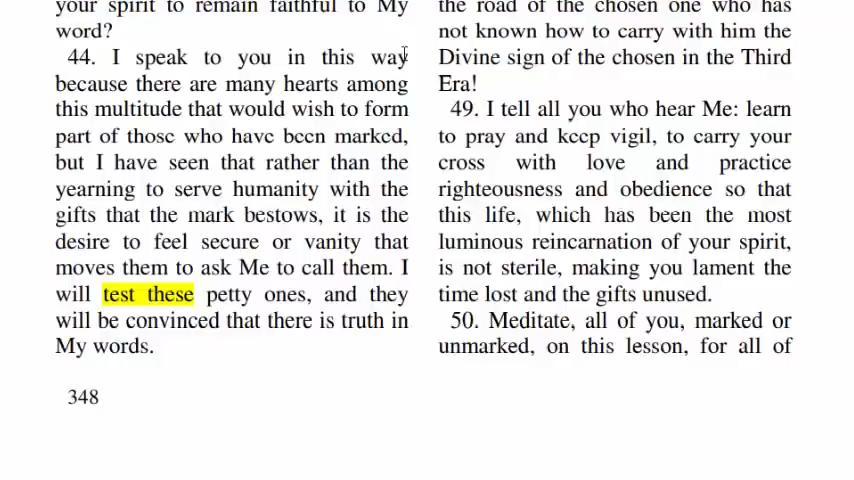 your spirit to remain faithful to My
word?
44. I speak to you in this way
because there are many hearts among
this multitude that would wish to form
part of those who have been marked,
but I have seen that rather than the
yearning to serve humanity with the
gifts that the mark bestows, it is the
desire to feel secure or vanity that
moves them to ask Me to call them. I
will test these petty ones, and they
will be convinced that there is truth in
My words.
348
the road of the chosen one who has
not known how to carry with him the
Divine sign of the chosen in the Third
Era!
49. I tell all you who hear Me: learn
to pray and keep vigil, to carry your
cross with love and practice
righteousness and obedience so that
this life, which has been the most
luminous reincarnation of your spirit,
is not sterile, making you lament the
time lost and the gifts unused.
50. Meditate, all of you, marked or
unmarked, on this lesson, for all of